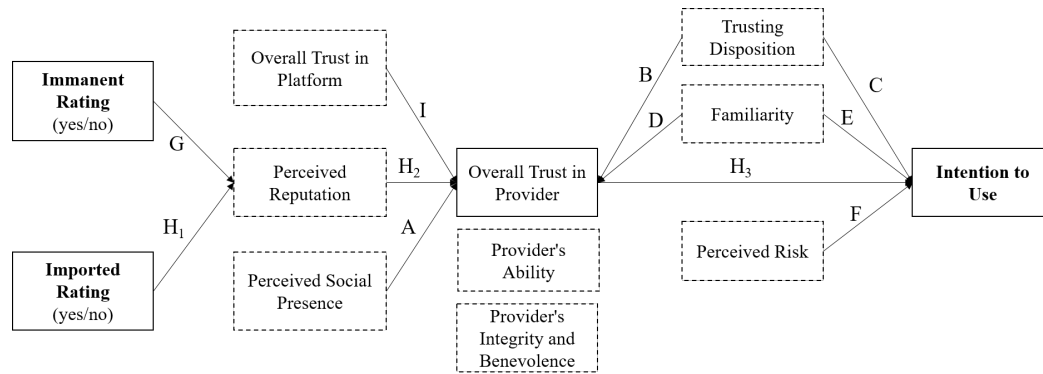 Immanent
Rating
(yes/no)
G
H1
Imported
Rating
(yes/no)
Overall Trust in
Platform
I
Perceived
Reputation
H2
A
Perceived Social
Presence
Overall Trust in
Provider
Provider's
Ability
Provider's
Integrity and
Benevolence
B
D
Trusting
Disposition
C
Familiarity
E
H3
F
Perceived Risk
Intention to
Use